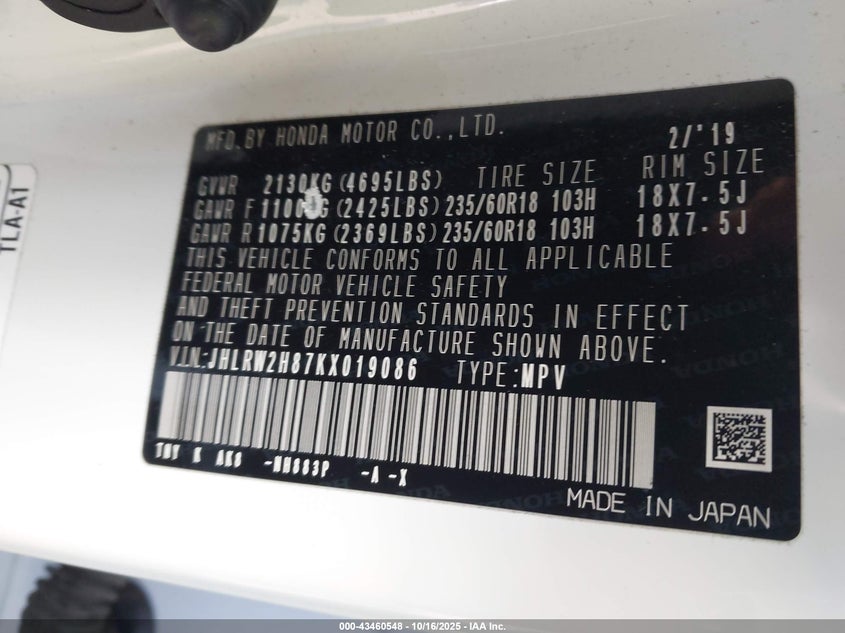 MFD. BY HONDA MOTOR CO., LTD. 2/'19
GVWR 2130KG (4695LBS) TIRE SIZE RIM SIZE
GAWR F 1100KG (2425LBS) 235/60R18 103H 18X7.5J
GAWR R 1075KG (2369LBS) 235/60R18 103H 18X7.5J
THIS VEHICLE CONFORMS TO ALL APPLICABLE
FEDERAL MOTOR VEHICLE SAFETY
AND THEFT PREVENTION STANDARDS IN EFFECT
ON THE DATE OF MANUFACTURE SHOWN ABOVE.
V.I.N.:JHLRW2H87KX019086 TYPE:MPV
-NH883P -A -X
MADE IN JAPAN
TLA-A1
000-43460548 - 10/16/2025 - IAA Inc.